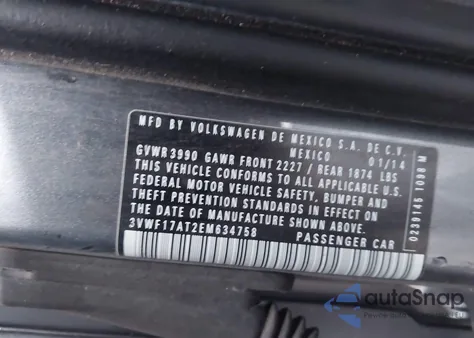 MFD BY VOLKSWAGEN DE MEXICO S.A. DE C.V.
MEXICO 01/14
GVWR 3990 GAWR FRONT 2227 / REAR 1874 LBS
THIS VEHICLE CONFORMS TO ALL APPLICABLE U.S.
FEDERAL MOTOR VEHICLE SAFETY, BUMPER AND
THEFT PREVENTION STANDARDS IN EFFECT
ON THE DATE OF MANUFACTURE SHOWN ABOVE.
3VWF17AT2EM634758 PASSENGER CAR
0239145 1008 M
autoSnap